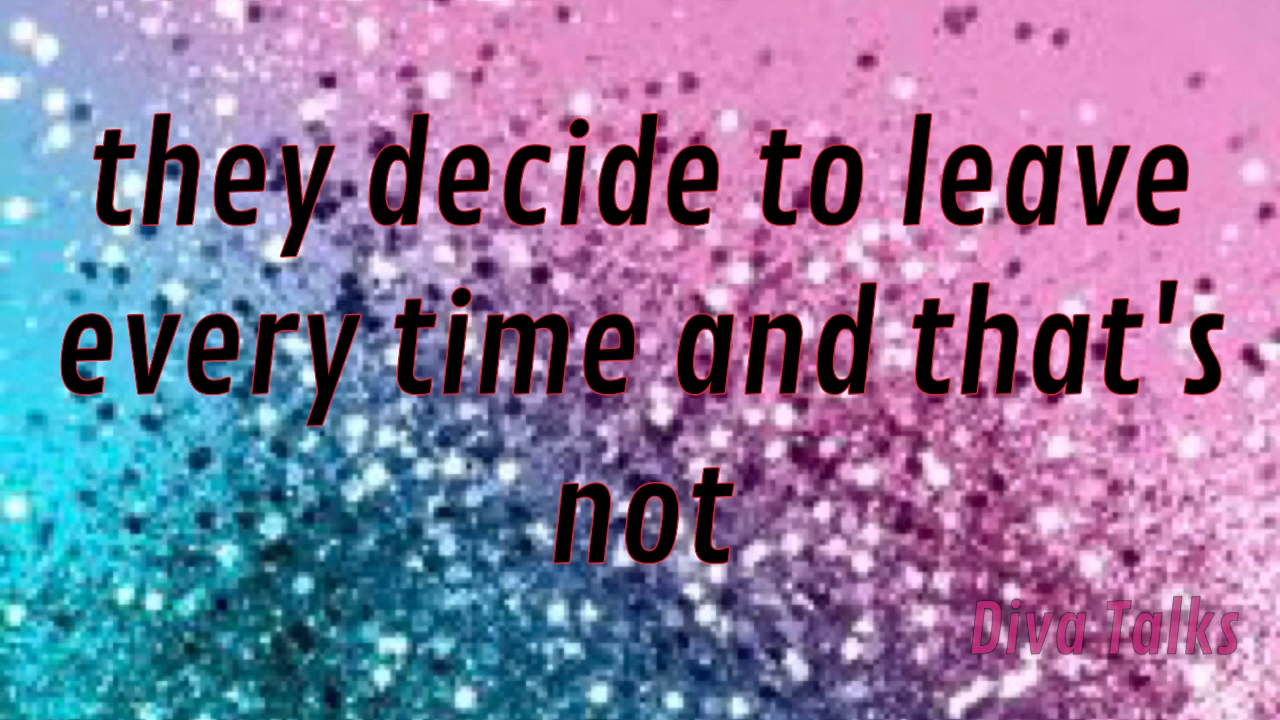 they decide to leave
every time and that's
not
Diva Talks